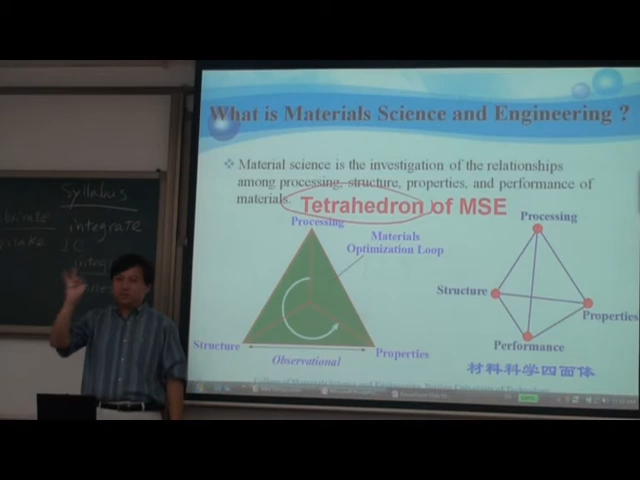 What is Materials Science and Engineering ?
Material science is the investigation of the relationships
among processing, structure, properties, and performance of
materials.
Tetrahedron of MSE
Processing
Materials
Optimization Loop
Structure
Properties
Observational
Processing
Structure
Properties
Performance
材料科学四面体
Syllabus
integrate
IC